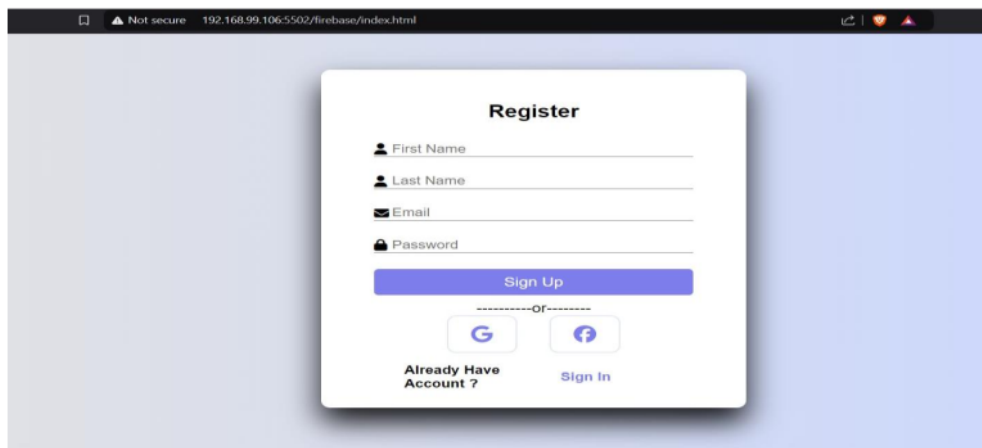 Not secure 192.168.99.106:5502/firebase/index.html
Register
First Name
Last Name
Email
Password
Sign Up
----------or--------
G
Already Have
Account ?
Sign In